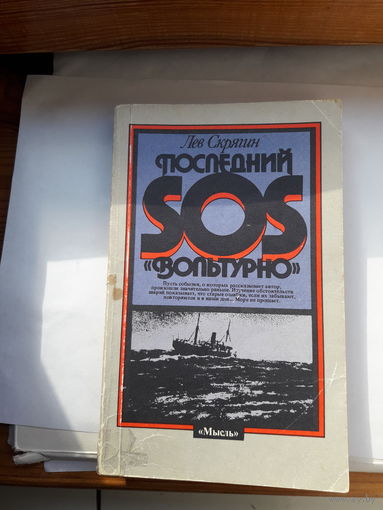 Лев Скрягин
ПОСЛЕДНИЙ
SOS
«ВОЛЬТУРНО»
Пусть события, о которых рассказывает автор,
произошли значительно раньше. Изучение обстоятельств
аварий показывает, что старые ошибки, если их забывают,
повторяются и в наши дни... Море не прощает.
«Мысль»